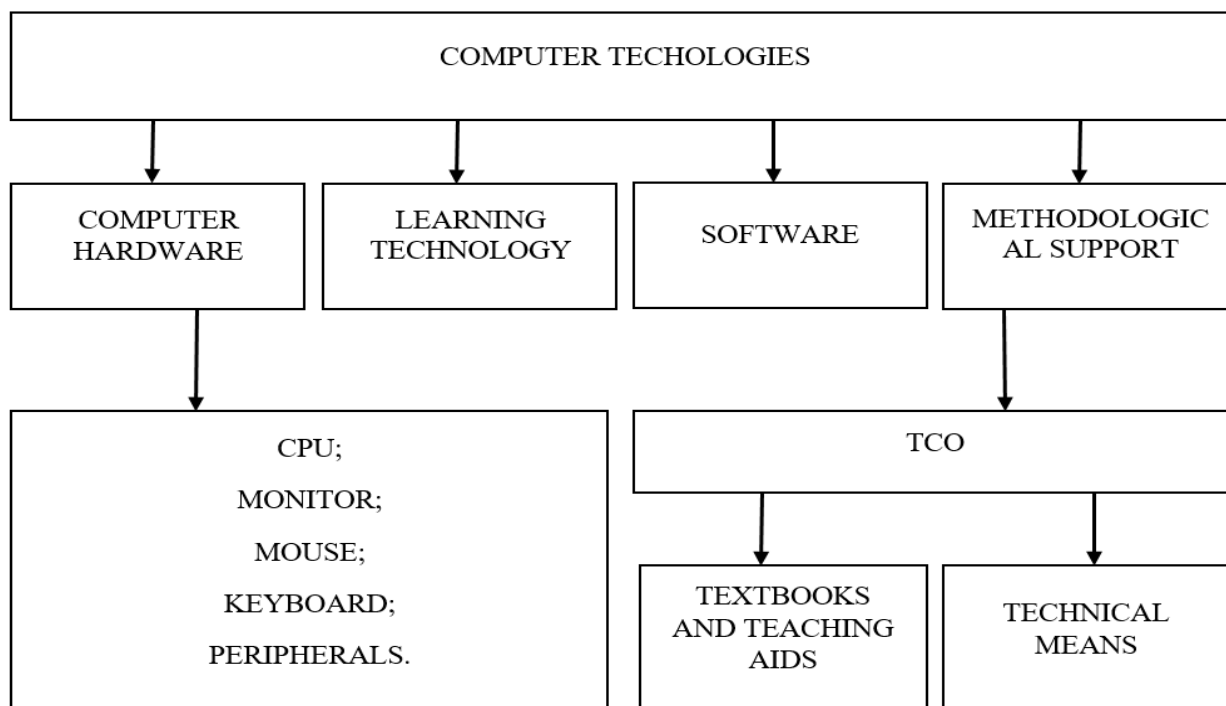 COMPUTER TECHOLOGIES
COMPUTER
HARDWARE
LEARNING
TECHNOLOGY
SOFTWARE
METHODOLOGIC
AL SUPPORT
CPU;
MONITOR;
MOUSE;
KEYBOARD;
PERIPHERALS.
TCO
TEXTBOOKS
AND TEACHING
AIDS
TECHNICAL
MEANS